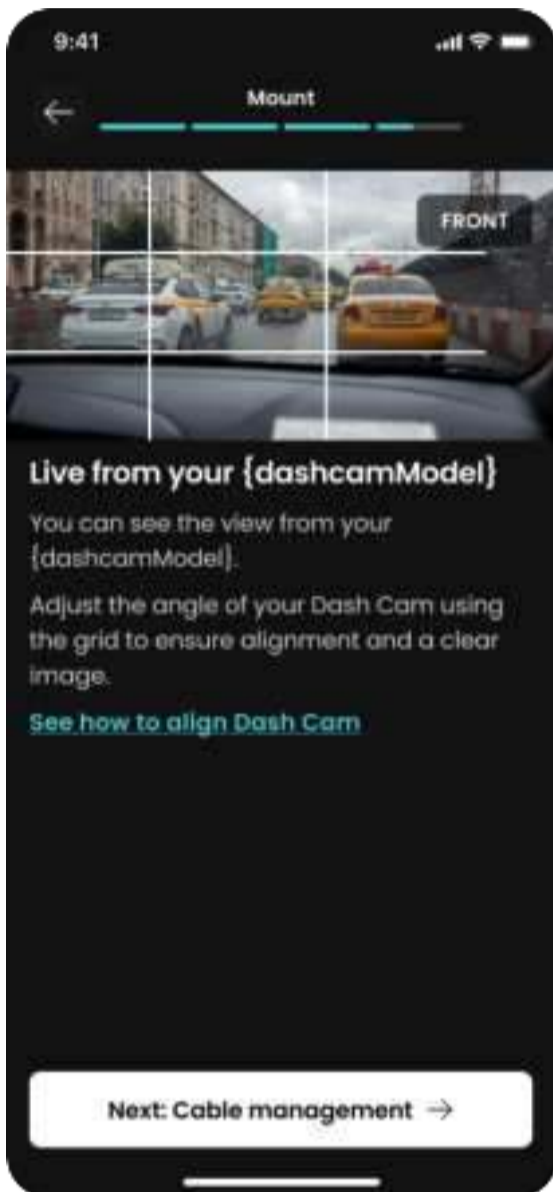 9:41
Mount
FRONT
Live from your {dashcamModel}
You can see the view from your
{dashcamModel}.
Adjust the angle of your Dash Cam using
the grid to ensure alignment and a clear
image.
See how to align Dash Cam
Next: Cable management →